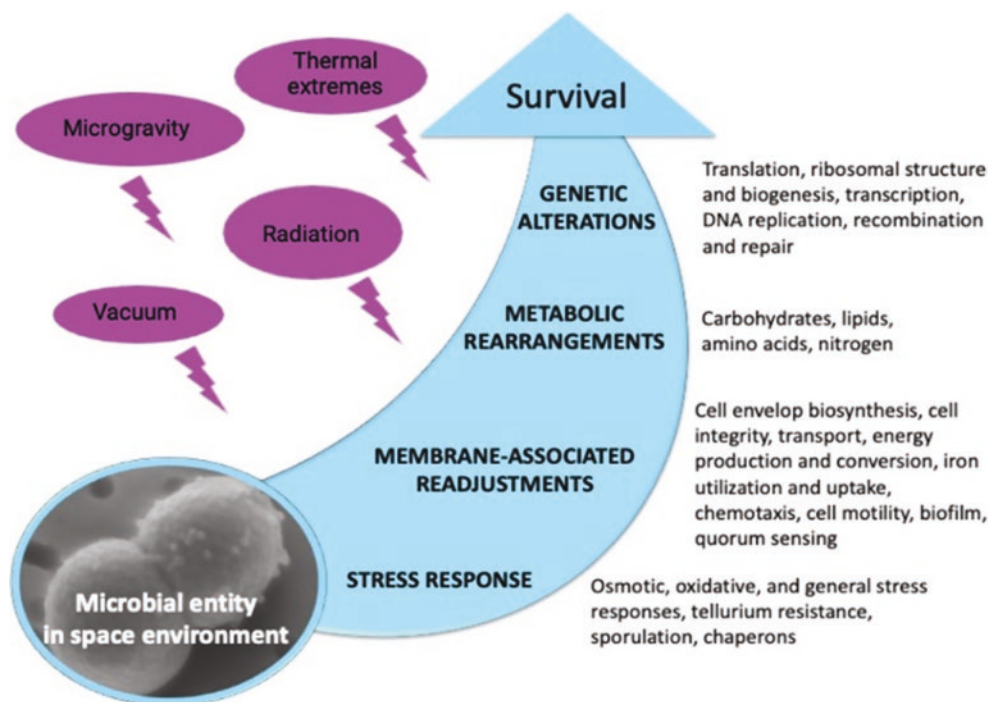 Thermal
extremes
Microgravity
Radiation
Vacuum
Survival
GENETIC
ALTERATIONS
Translation, ribosomal structure
and biogenesis, transcription,
DNA replication, recombination
and repair
METABOLIC
REARRANGEMENTS
Carbohydrates, lipids,
amino acids, nitrogen
MEMBRANE-ASSOCIATED
READJUSTMENTS
Cell envelop biosynthesis, cell
integrity, transport, energy
production and conversion, iron
utilization and uptake,
chemotaxis, cell motility, biofilm,
quorum sensing
STRESS RESPONSE
Osmotic, oxidative, and general stress
responses, tellurium resistance,
sporulation, chaperons
Microbial entity
in space environment